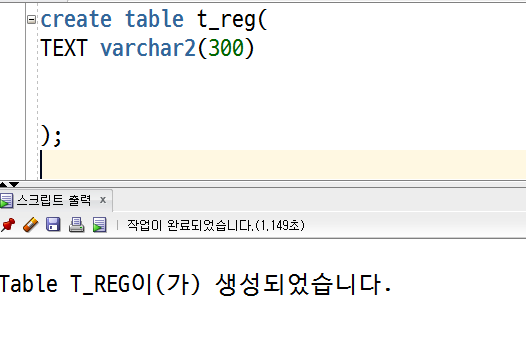 create table t_reg(
TEXT varchar2(300)
);
스크립트 출력 x
작업이 완료되었습니다.(1,149초)
Table T_REG이(가) 생성되었습니다.